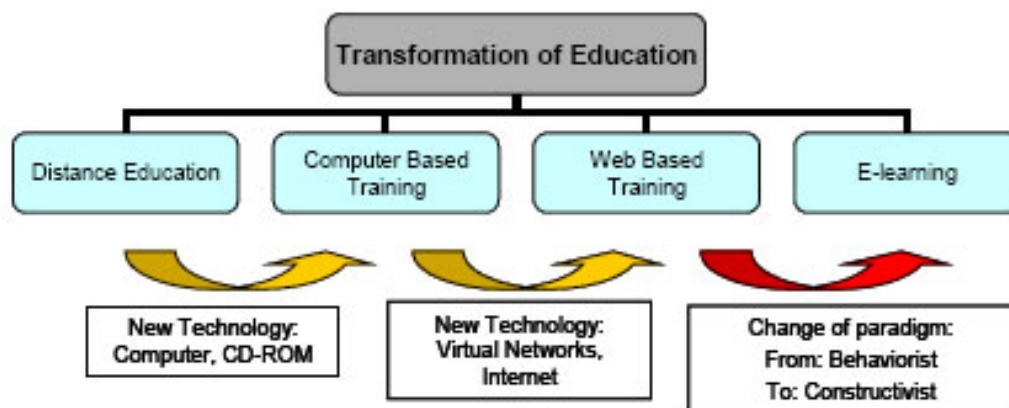 Transformation of Education
Distance Education
Computer Based
Training
Web Based
Training
E-learning
New Technology:
Computer, CD-ROM
New Technology:
Virtual Networks,
Internet
Change of paradigm:
From: Behaviorist
To: Constructivist